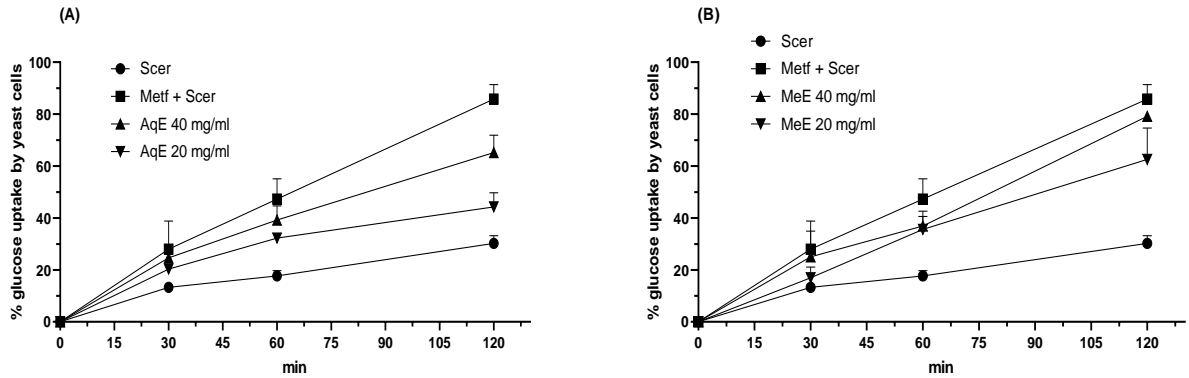 (A)
Scer
Metf + Scer
AqE 40 mg/ml
AqE 20 mg/ml
% glucose uptake by yeast cells
100
80
60
40
20
0
0 15 30 45 60 75 90 105 120
min
(B)
Scer
Metf + Scer
MeE 40 mg/ml
MeE 20 mg/ml
% glucose uptake by yeast cells
100
80
60
40
20
0
0 15 30 45 60 75 90 105 120
min